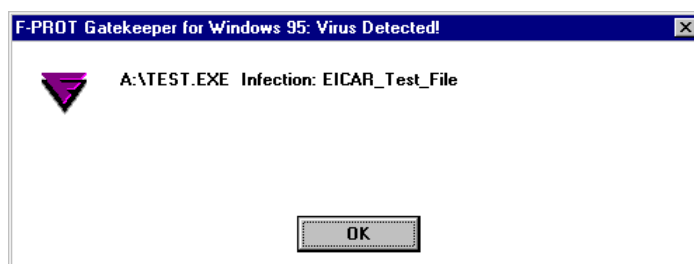 F-PROT Gatekeeper for Windows 95: Virus Detected!
A:\TEST.EXE Infection: EICAR_Test_File
OK